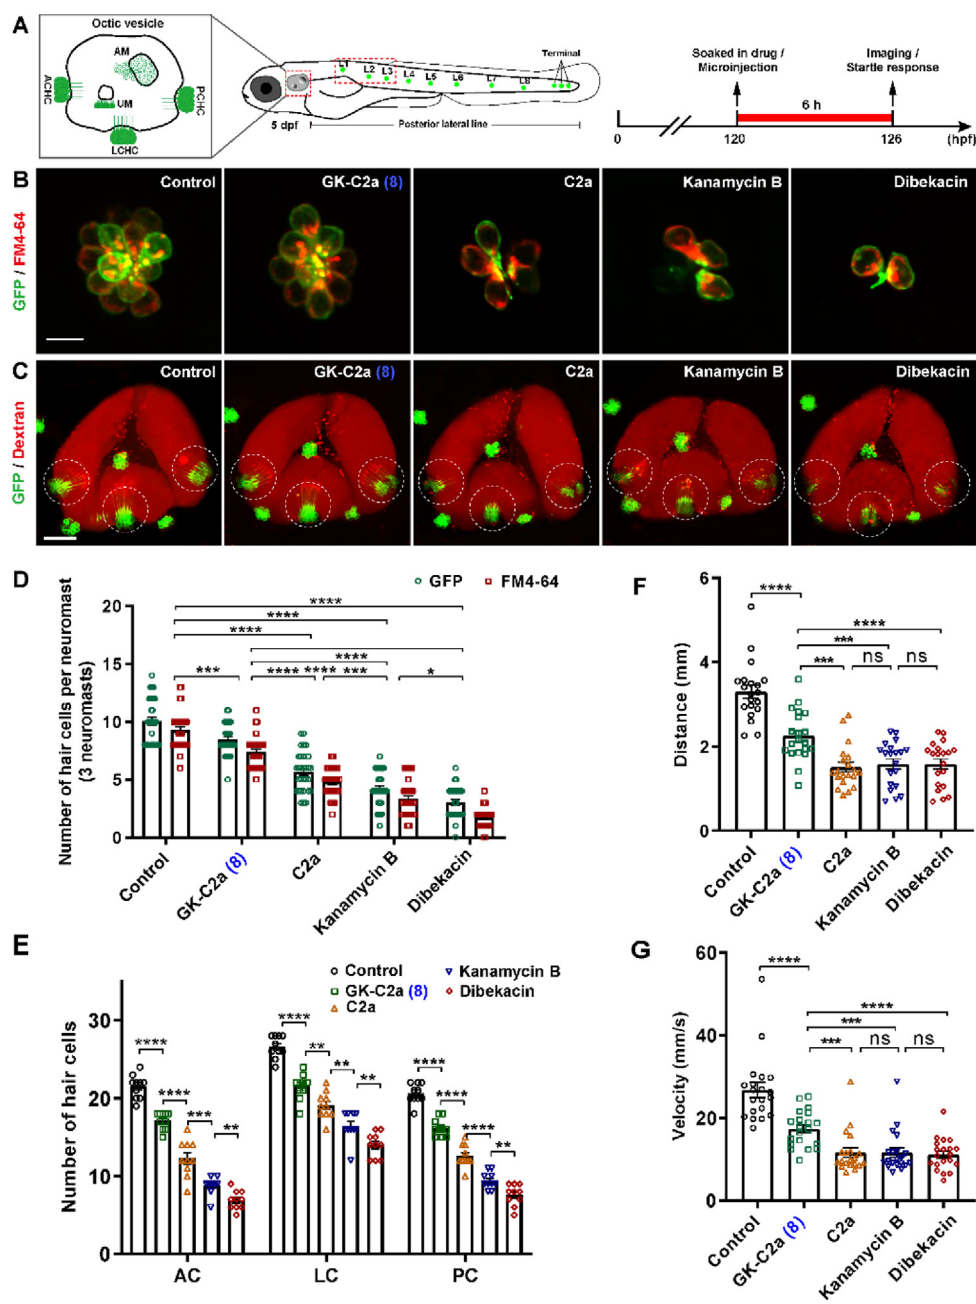 A
Octic vesicle
AM
UM
ACHC
PCHC
LCHC
L1
L2
L3
L4
L5
L6
L7
L8
Terminal
5 dpf
Posterior lateral line
Soaked in drug /
Microinjection
Imaging /
Startle response
6 h
0
120
126
(hpf)
B
GFP / FM4-64
Control
GK-C2a (8)
C2a
Kanamycin B
Dibekacin
C
GFP / Dextran
Control
GK-C2a (8)
C2a
Kanamycin B
Dibekacin
D
GFP
FM4-64
Number of hair cells per neuromast
(3 neuromasts)
20
15
10
5
0
****
****
****
****
***
****
****
***
*
Control
GK-C2a (8)
C2a
Kanamycin B
Dibekacin
E
Control
GK-C2a (8)
C2a
Kanamycin B
Dibekacin
Number of hair cells
30
20
10
0
****
****
***
**
****
**
**
**
****
****
****
**
AC
LC
PC
F
Distance (mm)
6
4
2
0
****
****
***
***
ns
ns
Control
GK-C2a (8)
C2a
Kanamycin B
Dibekacin
G
Velocity (mm/s)
60
40
20
0
****
****
***
***
ns
ns
Control
GK-C2a (8)
C2a
Kanamycin B
Dibekacin